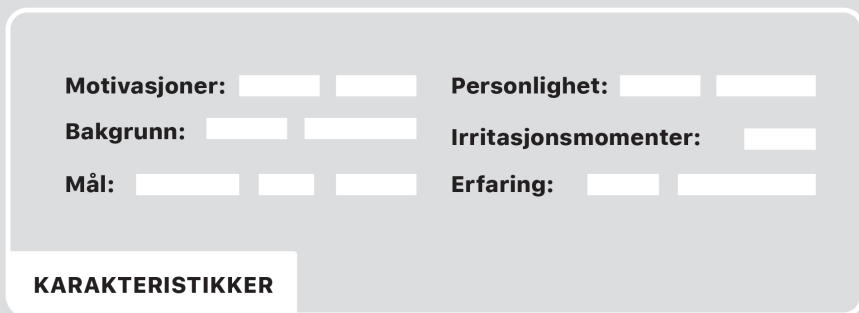 Motivasjoner:
Bakgrunn:
Mål:
Personlighet:
Irritasjonsmomenter:
Erfaring:
KARAKTERISTIKKER